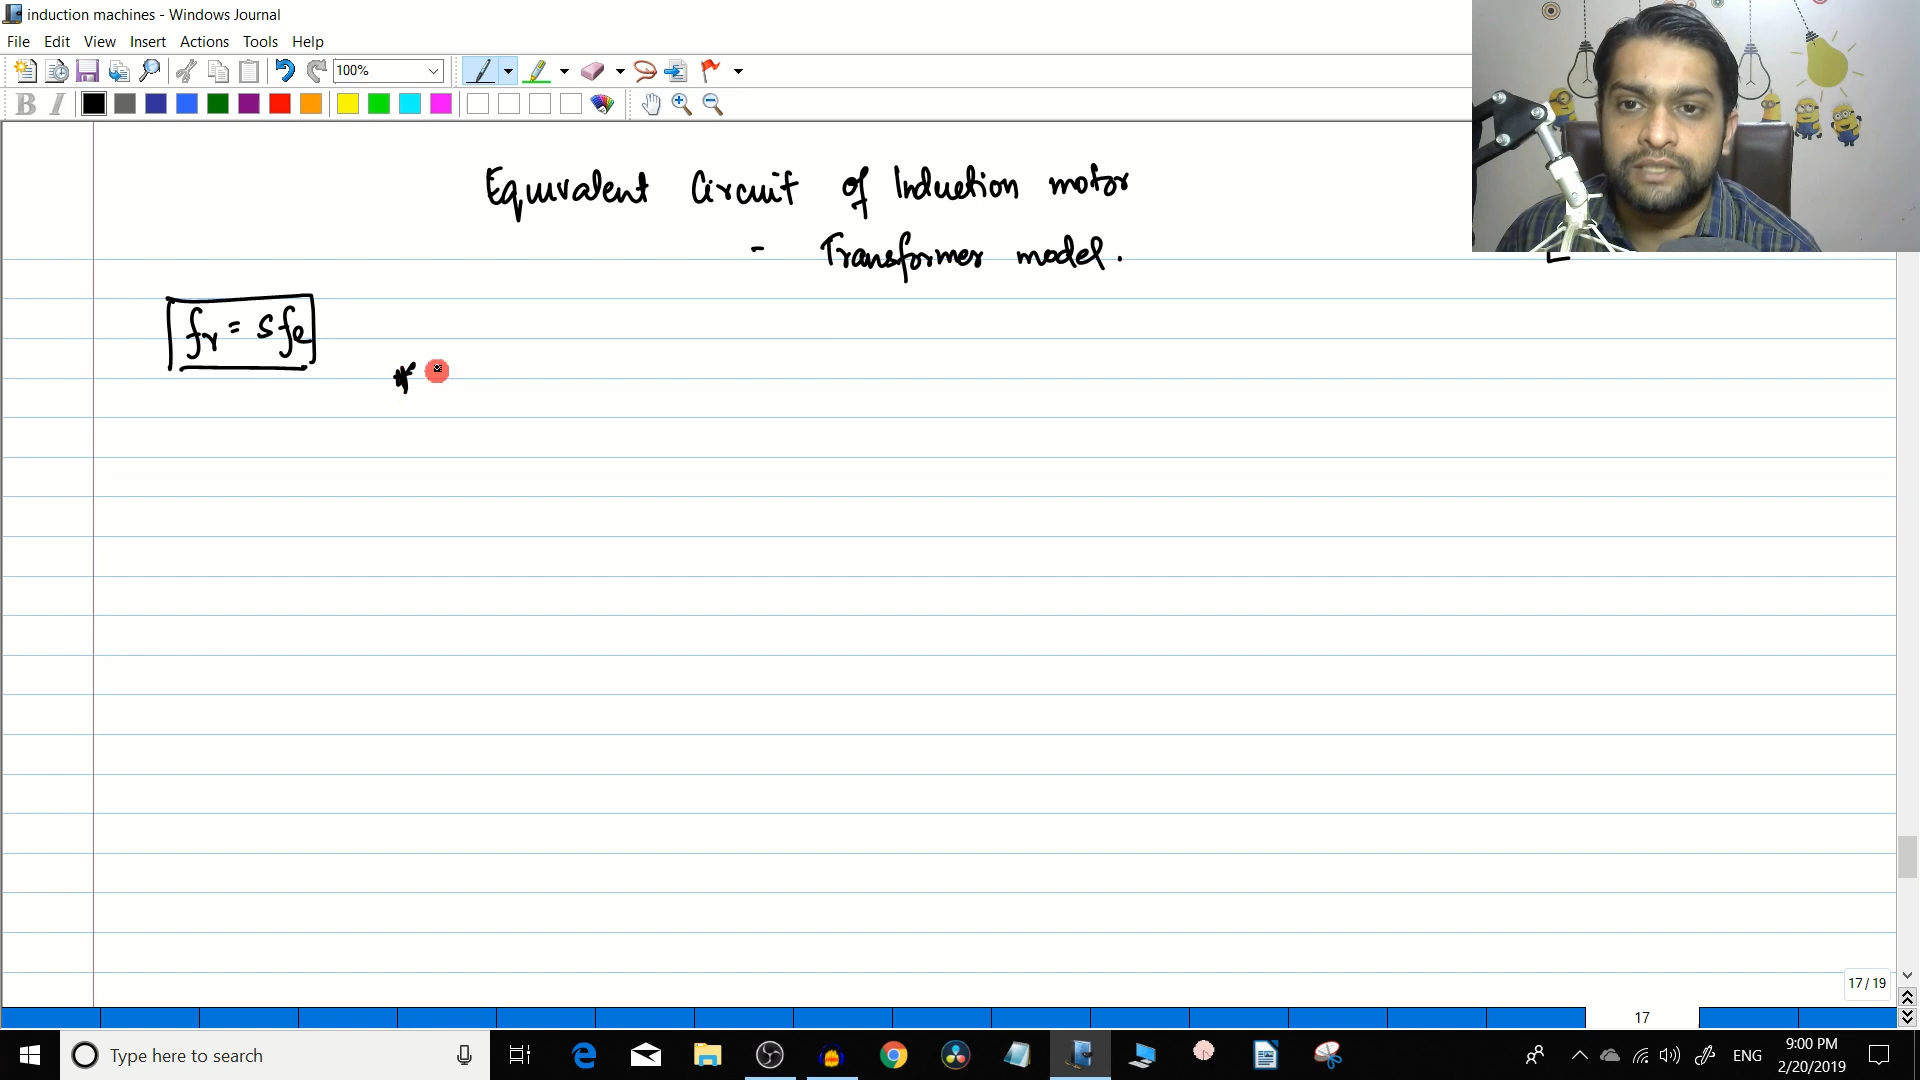 induction machines - Windows Journal
File Edit View Insert Actions Tools Help
100%
B I
Equivalent Circuit of Induction motor
- Transformer model.
fr = sfe
*
17 / 19
17
Type here to search
ENG
9:00 PM
2/20/2019